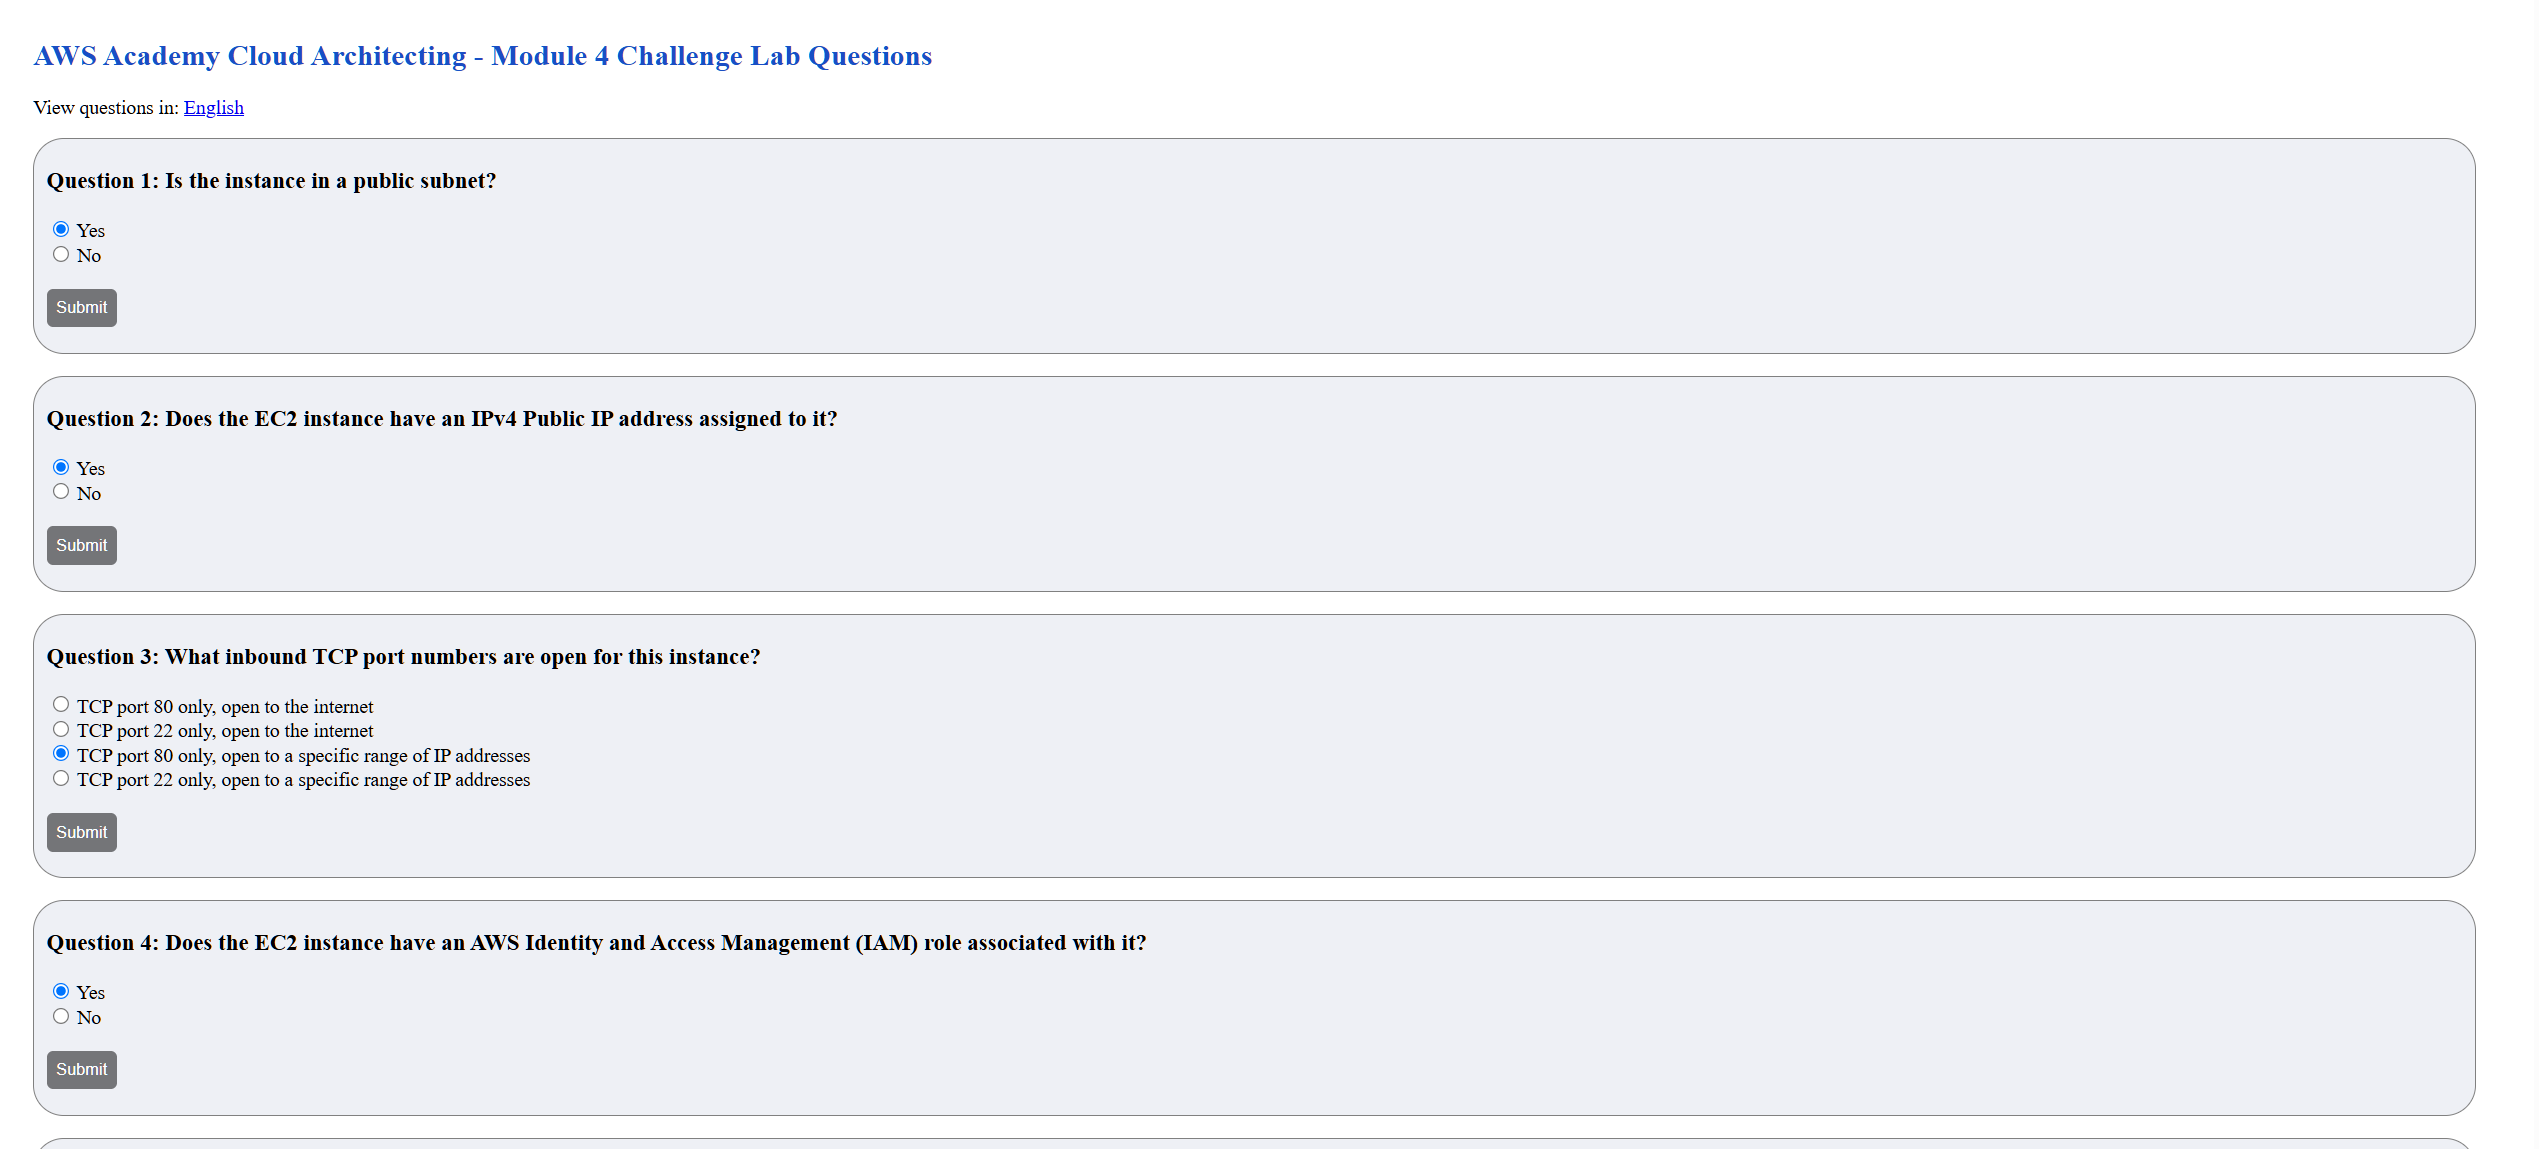 AWS Academy Cloud Architecting - Module 4 Challenge Lab Questions
View questions in: English
Question 1: Is the instance in a public subnet?
Yes
No
Submit
Question 2: Does the EC2 instance have an IPv4 Public IP address assigned to it?
Yes
No
Submit
Question 3: What inbound TCP port numbers are open for this instance?
TCP port 80 only, open to the internet
TCP port 22 only, open to the internet
TCP port 80 only, open to a specific range of IP addresses
TCP port 22 only, open to a specific range of IP addresses
Submit
Question 4: Does the EC2 instance have an AWS Identity and Access Management (IAM) role associated with it?
Yes
No
Submit